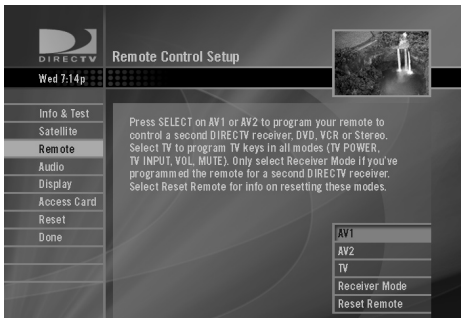 DIRECTV
Remote Control Setup
Wed 7:14p
Info & Test
Satellite
Remote
Audio
Display
Access Card
Reset
Done
Press SELECT on AV1 or AV2 to program your remote to
control a second DIRECTV receiver, DVD, VCR or Stereo.
Select TV to program TV keys in all modes (TV POWER,
TV INPUT, VOL, MUTE). Only select Receiver Mode if you've
programmed the remote for a second DIRECTV receiver.
Select Reset Remote for info on resetting these modes.
AV1
AV2
TV
Receiver Mode
Reset Remote